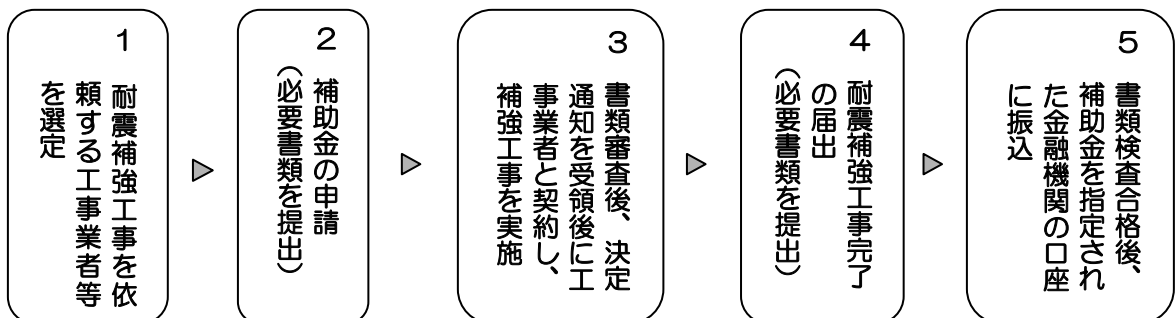 1 耐震補強工事を依
頼する工事業者等
を選定
2 補助金の申請
（必要書類を提出）
3 書類審査後、決定
通知を受領後に工
事業者と契約し、
補強工事を実施
4 耐震補強工事完了
の届出
（必要書類を提出）
5 書類検査合格後、
補助金を指定され
た金融機関の口座
に振込